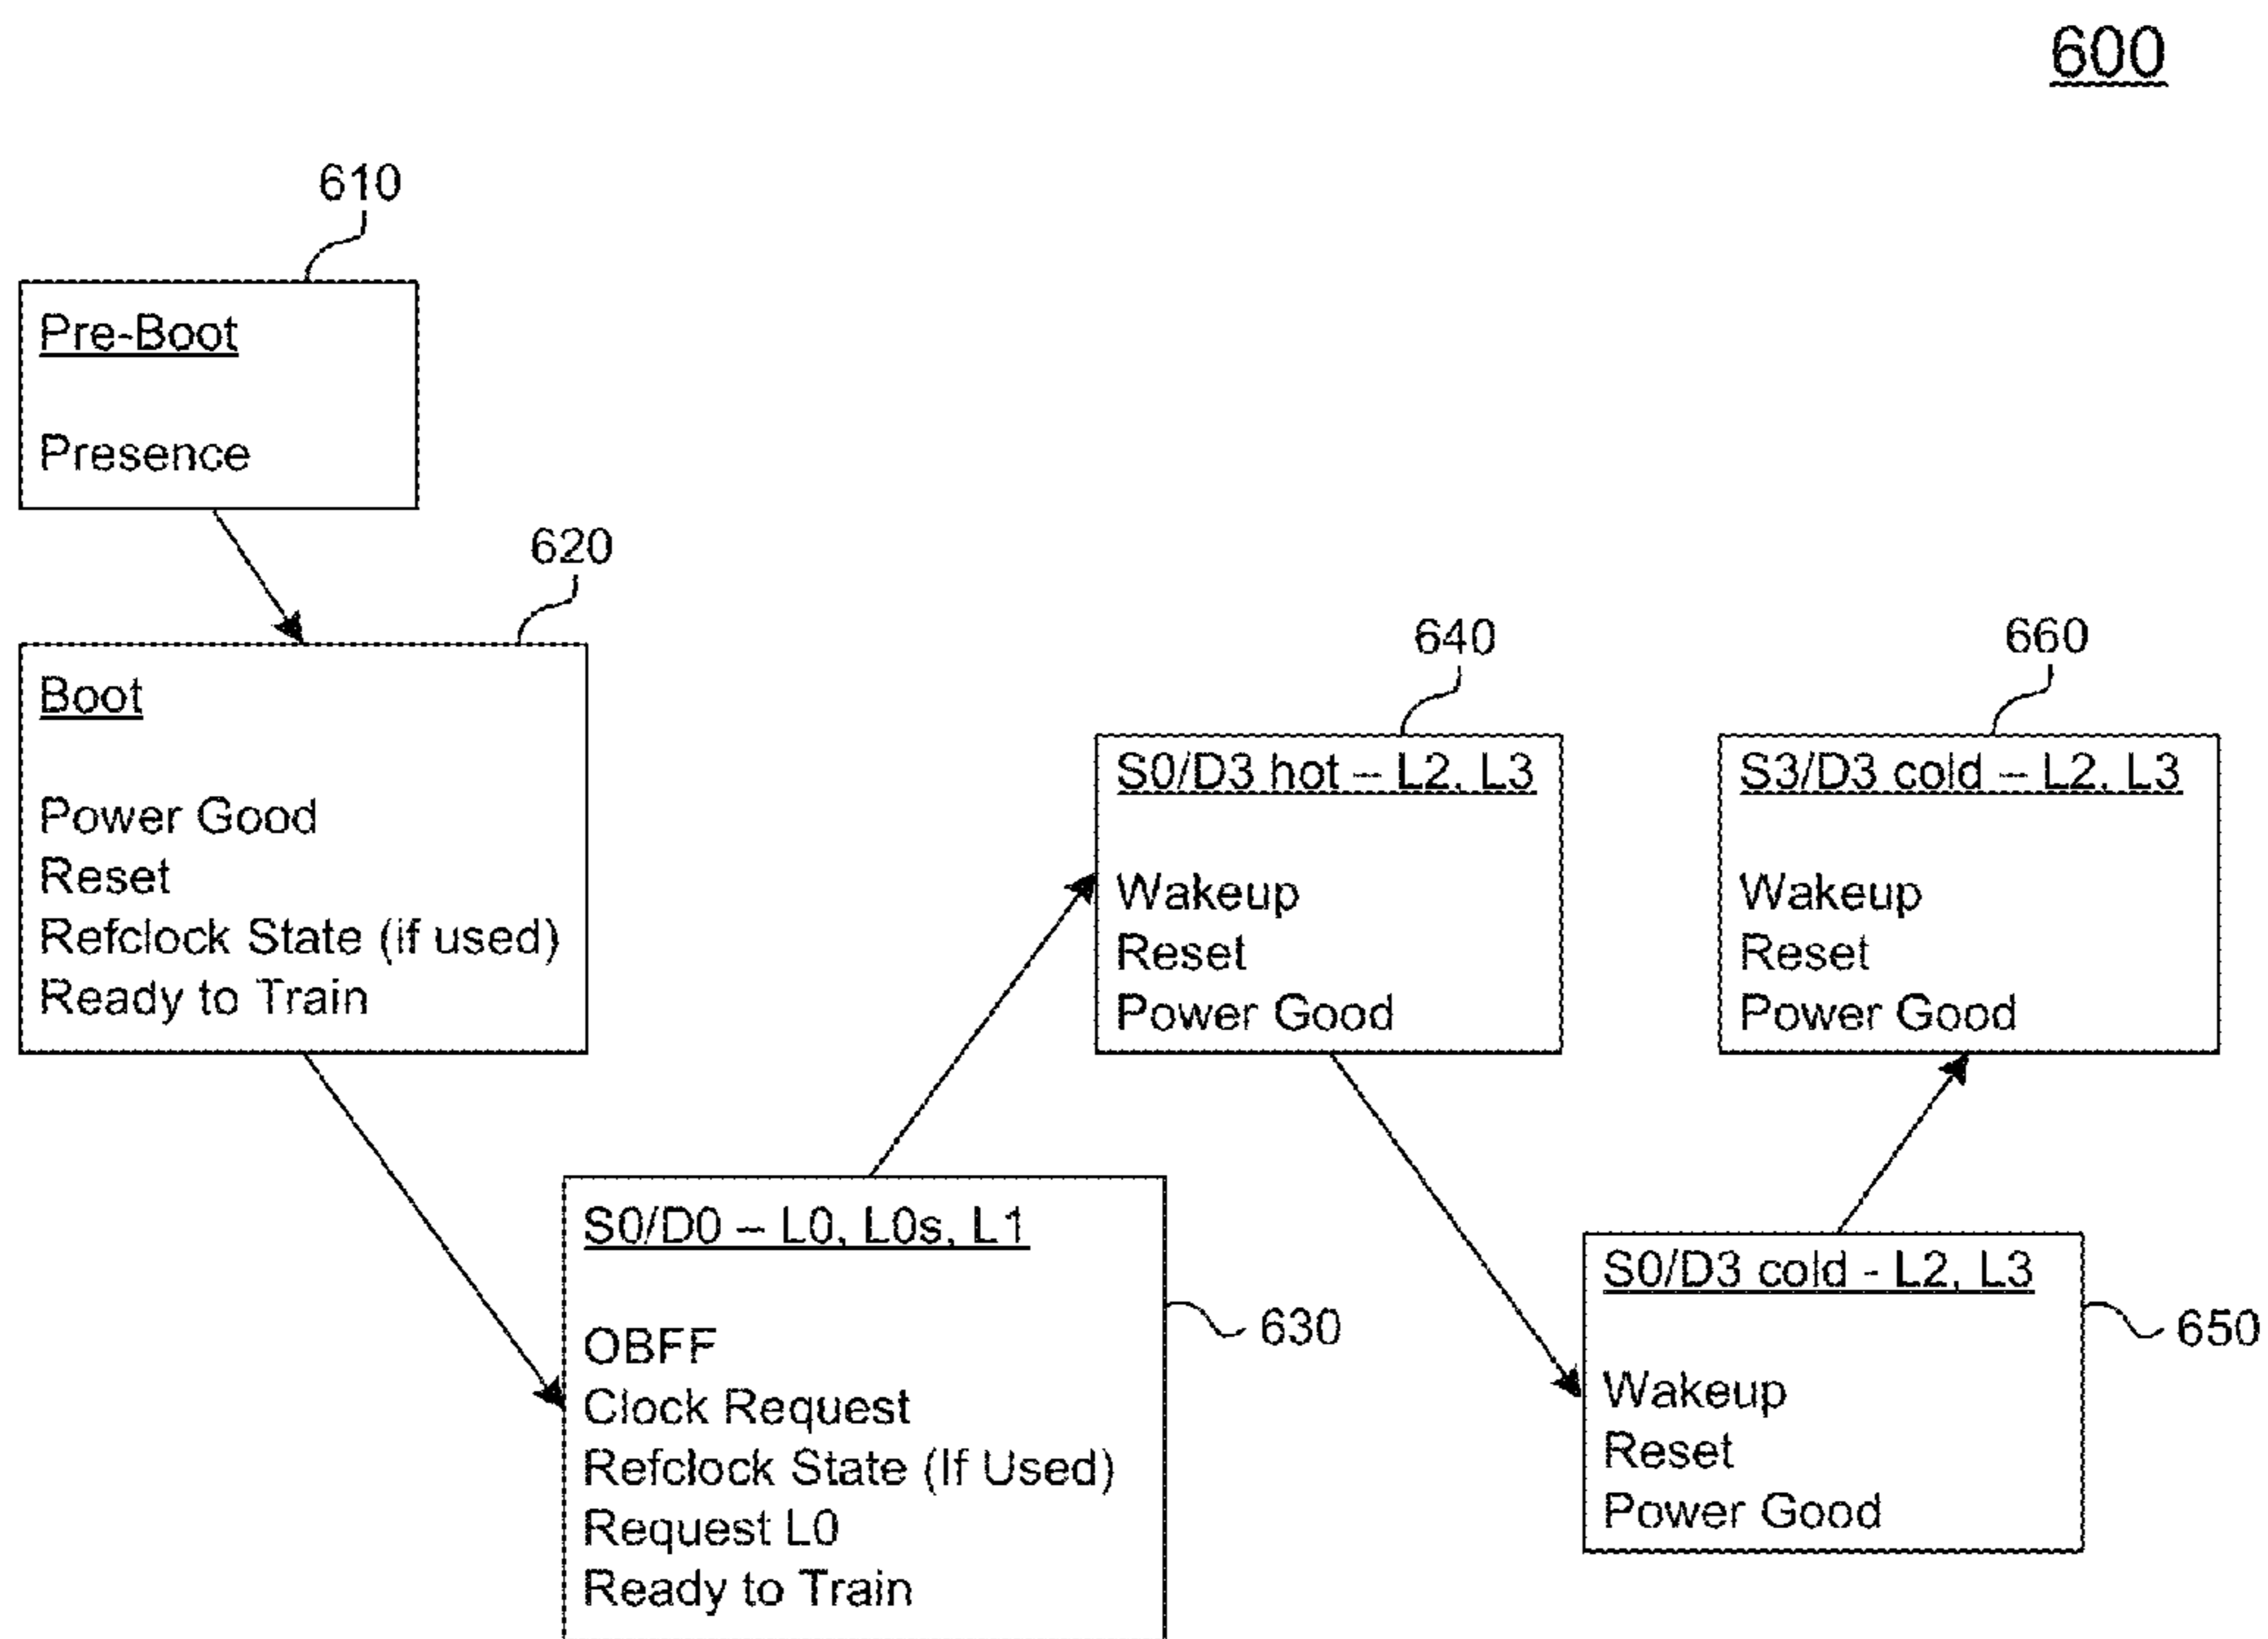 600
610
Pre-Boot
Presence
620
Boot
Power Good
Reset
Refclock State (if used)
Ready to Train
640
S0/D3 hot – L2, L3
Wakeup
Reset
Power Good
660
S3/D3 cold – L2, L3
Wakeup
Reset
Power Good
S0/D0 – L0, L0s, L1
OBFF
Clock Request
Refclock State (If Used)
Request L0
Ready to Train
630
S0/D3 cold - L2, L3
Wakeup
Reset
Power Good
650